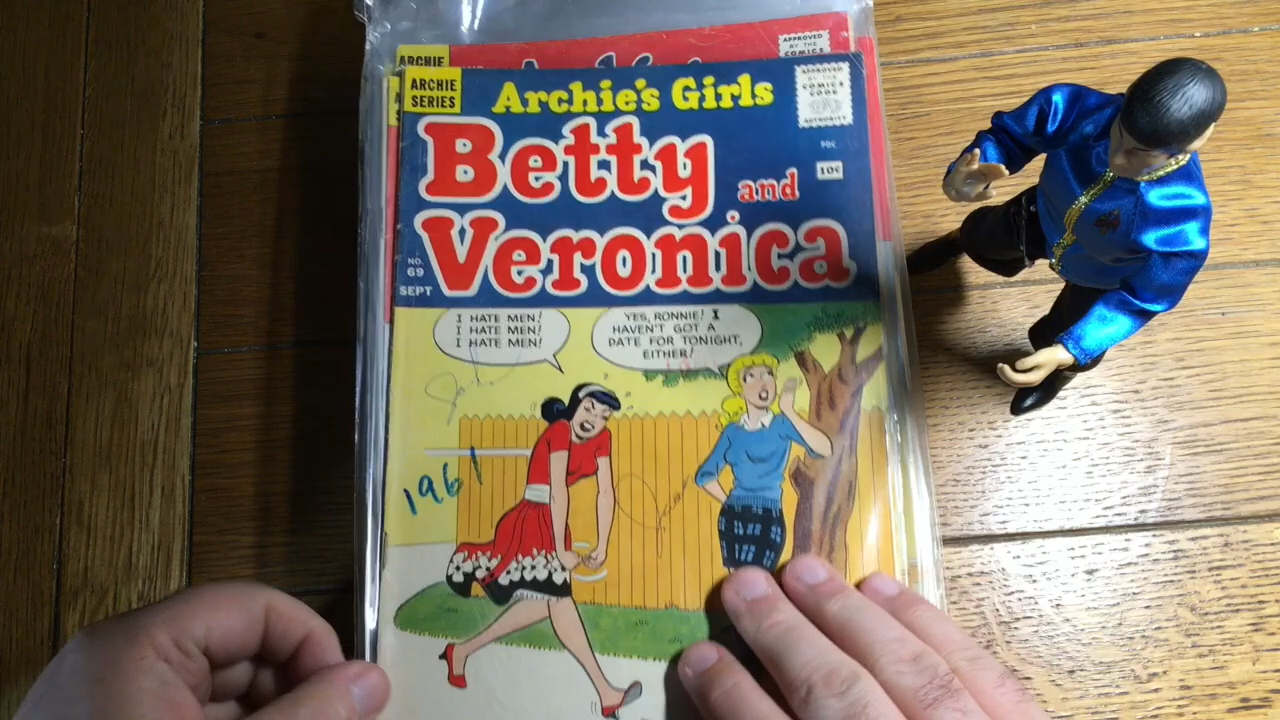 ARCHIE
APPROVED
BY THE
COMICS
ARCHIE
SERIES
Archie's Girls
APPROVED
BY THE
COMICS
CODE
AUTHORITY
Betty
and
Veronica
10¢
NO.
69
SEPT
I HATE MEN!
I HATE MEN!
I HATE MEN!
YES, RONNIE! I
HAVEN'T GOT A
DATE FOR TONIGHT,
EITHER!
1961